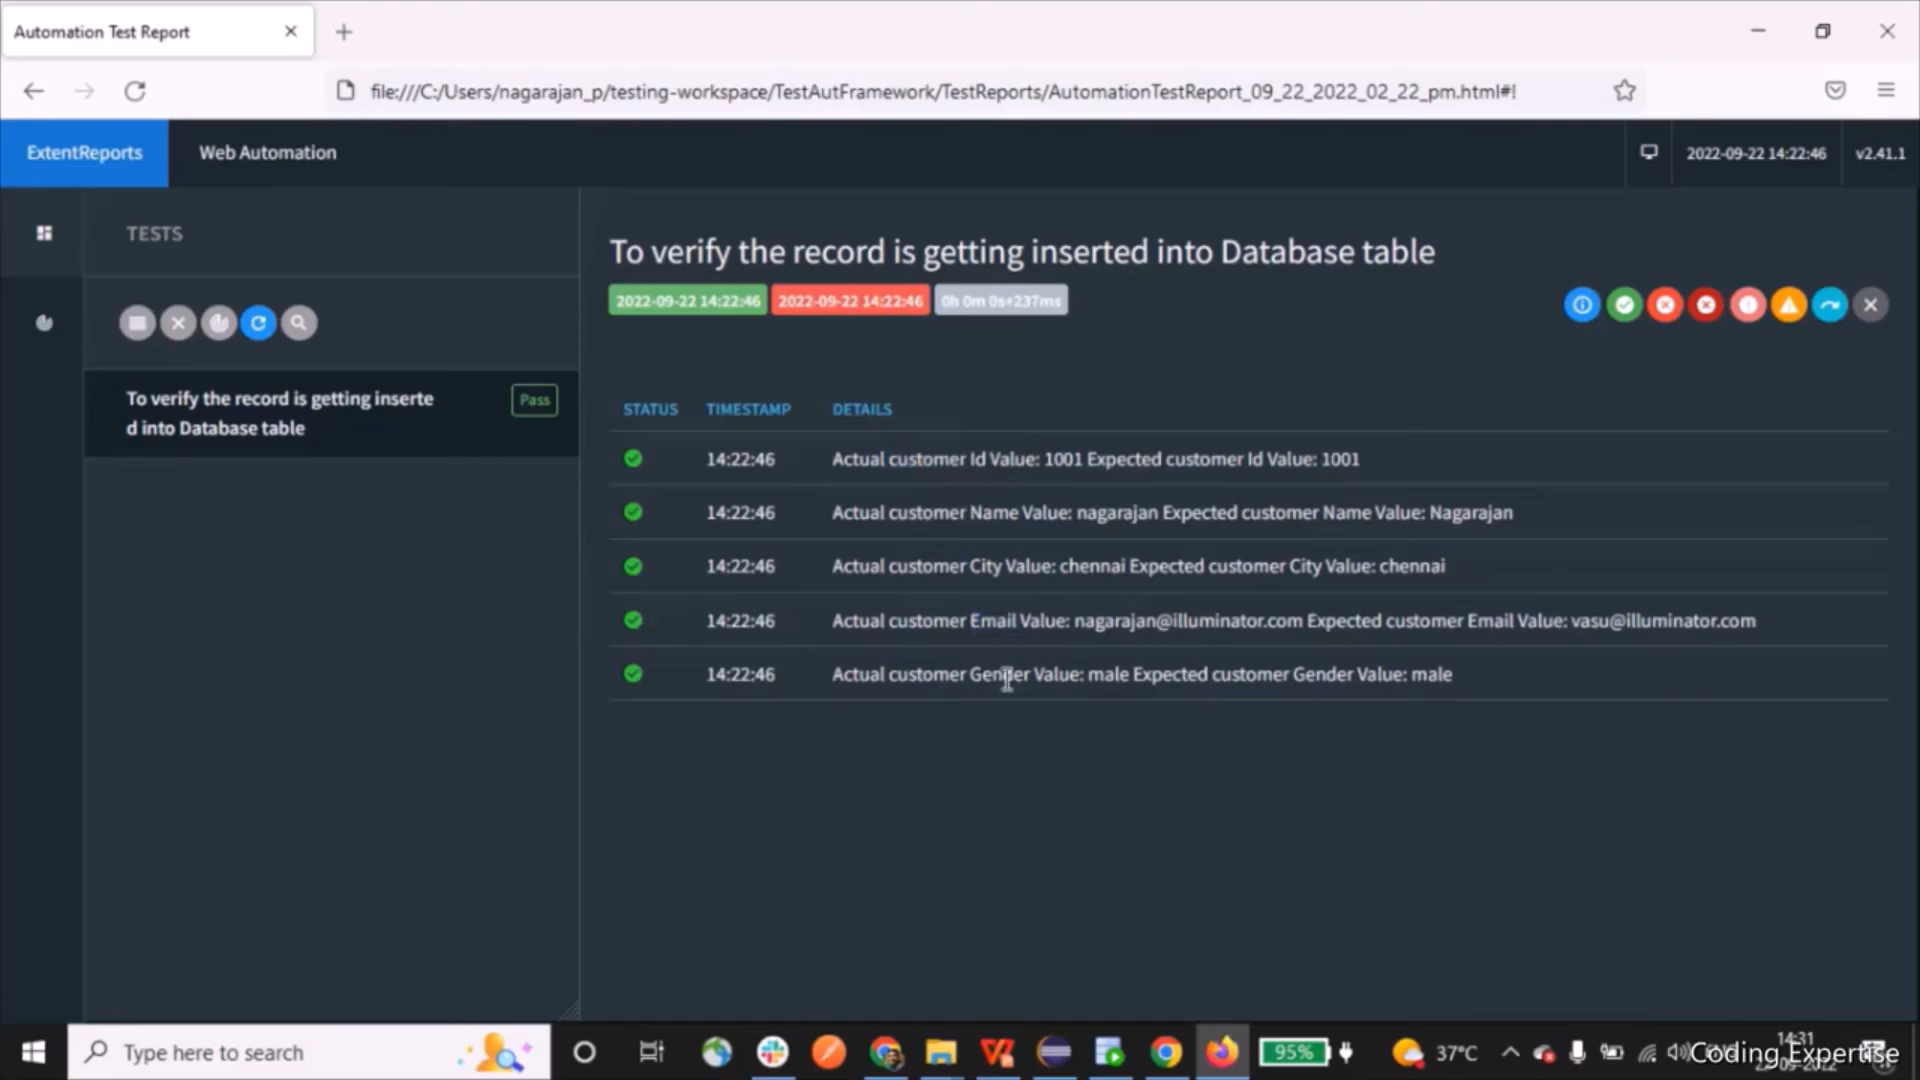 Automation Test Report
file:///C:/Users/nagarajan_p/testing-workspace/TestAutFramework/TestReports/AutomationTestReport_09_22_2022_02_22_pm.html#!
ExtentReports
Web Automation
2022-09-22 14:22:46
v2.41.1
TESTS
To verify the record is getting inserte
d into Database table
Pass
To verify the record is getting inserted into Database table
2022-09-22 14:22:46
2022-09-22 14:22:46
0h 0m 0s+237ms
STATUS TIMESTAMP DETAILS
14:22:46 Actual customer Id Value: 1001 Expected customer Id Value: 1001
14:22:46 Actual customer Name Value: nagarajan Expected customer Name Value: Nagarajan
14:22:46 Actual customer City Value: chennai Expected customer City Value: chennai
14:22:46 Actual customer Email Value: nagarajan@illuminator.com Expected customer Email Value: vasu@illuminator.com
14:22:46 Actual customer Gender Value: male Expected customer Gender Value: male
Type here to search
95%
37°C
14:31
Coding Expertise